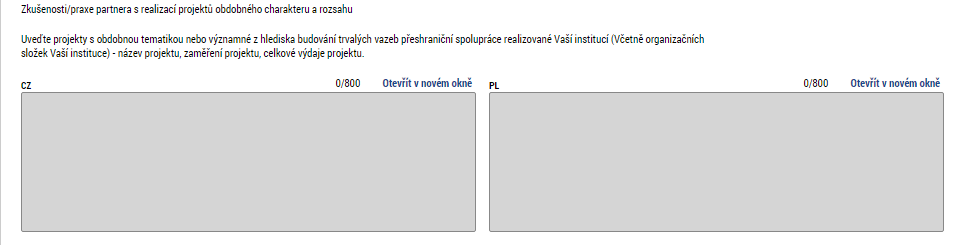 Zkušenosti/praxe partnera s realizací projektů obdobného charakteru a rozsahu
Uveďte projekty s obdobnou tematikou nebo významné z hlediska budování trvalých vazeb přeshraniční spolupráce realizované Vaší institucí (Včetně organizačních
složek Vaší instituce) - název projektu, zaměření projektu, celkové výdaje projektu.
CZ 0/800 Otevřít v novém okně PL 0/800 Otevřít v novém okně